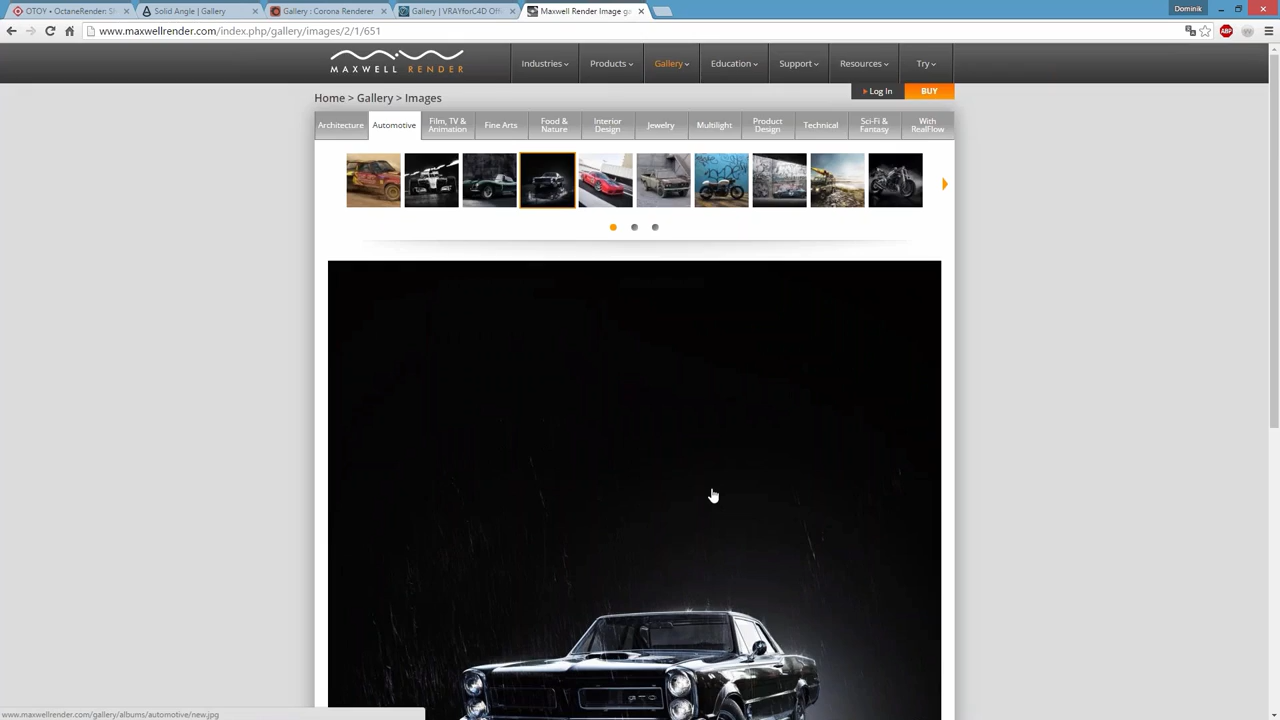 OTOY • OctaneRender: Sh
Solid Angle | Gallery
Gallery : Corona Renderer
Gallery | VRAYforC4D Off
Maxwell Render Image ga
Dominik
www.maxwellrender.com/index.php/gallery/images/2/1/651
ABP
MAXWELL RENDER
Industries
Products
Gallery
Education
Support
Resources
Try
Home > Gallery > Images
Log In
BUY
Architecture
Automotive
Film, TV &
Animation
Fine Arts
Food &
Nature
Interior
Design
Jewelry
Multilight
Product
Design
Technical
Sci-Fi &
Fantasy
With
RealFlow
GTO
www.maxwellrender.com/gallery/albums/automotive/new.jpg